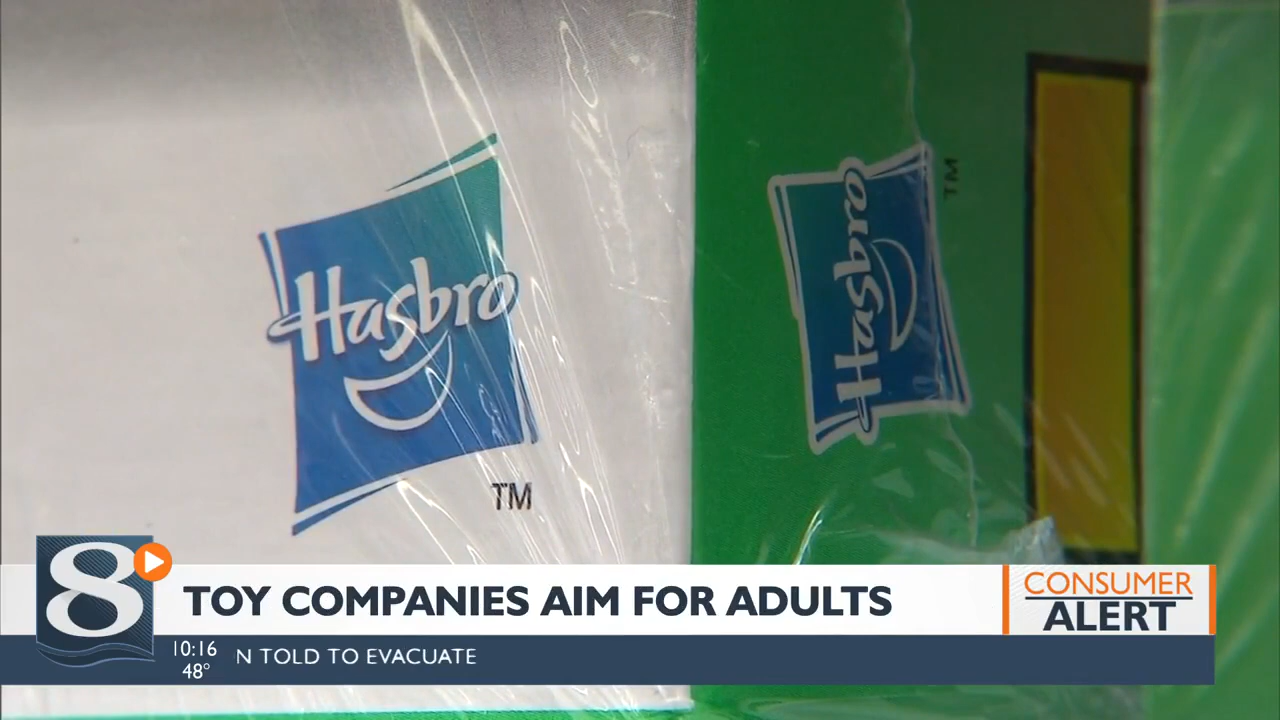 Hasbro
TM
Hasbro
TM
8
TOY COMPANIES AIM FOR ADULTS
CONSUMER
ALERT
10:16
N TOLD TO EVACUATE
48°